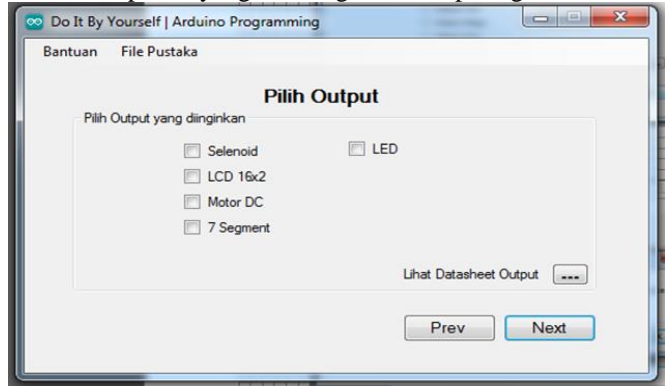 Do It By Yourself | Arduino Programming
Bantuan File Pustaka
Pilih Output
Pilih Output yang diinginkan
Selenoid
LED
LCD 16x2
Motor DC
7 Segment
Lihat Datasheet Output ...
Prev Next